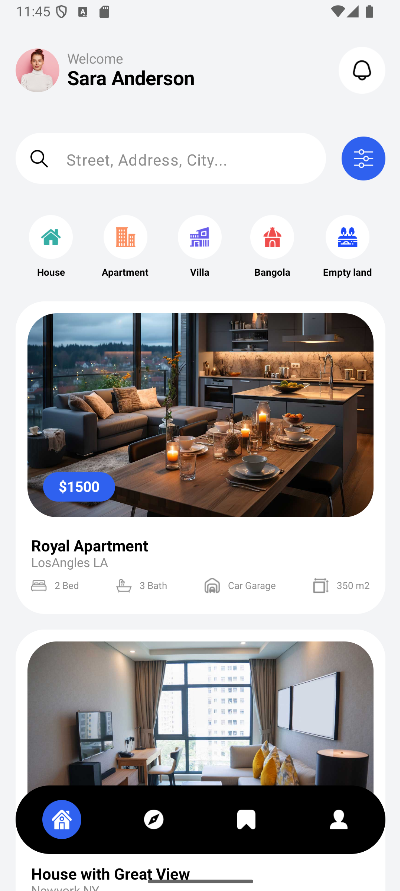 11:45
Welcome
Sara Anderson
Street, Address, City...
House Apartment Villa Bangola Empty land
$1500
Royal Apartment
LosAngles LA
2 Bed 3 Bath Car Garage 350 m2
House with Great View
Newyork NY